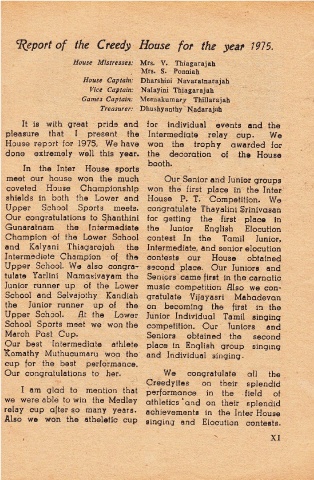 Report of the Creedy House for the year 1975.
House Mistresses: Mrs. V. Thiagarajah
Mrs. S. Ponniah
House Captain: Dharshini Navaratnarajah
Vice Captain: Nalayini Thiagarajah
Games Captain: Meenakumary Thillarajah
Treasurer: Dhushyanthy Nadarajah
It is with great pride and
pleasure that I present the
House report for 1975. We have
done extremely well this year.
In the Inter House sports
meet our house won the much
coveted House Championship
shields in both the Lower and
Upper School Sports meets.
Our congratulations to Shanthini
Gunaratnam the Intermediate
Champion of the Lower School
and Kalyani Thiagarajah the
Intermediate Champion of the
Upper School. We also congra-
tulate Yarlini Namasivayam the
Junior runner up of the Lower
School and Selvajothy Kandiah
the Junior runner up of the
Upper School. At the Lower
School Sports meet we won the
March Past Cup.
Our best Intermediate athlete
Komathy Muthucumaru won the
cup for the best performance.
Our congratulations to her.
I am glad to mention that
we were able to win the Medley
relay cup after so many years.
Also we won the atheletic cup
for individual events and the
Intermediate relay cup. We
won the trophy awarded for
the decoration of the House
booth.
Our Senior and Junior groups
won the first place in the Inter
House P. T. Competition. We
congratulate Thayalini Srinivasan
for getting the first place in
the Junior English Elocution
contest In the Tamil Junior,
Intermediate, and senior elocution
contests our House obtained
second place. Our Juniors and
Seniors came first in the carnatic
music competition Also we con-
gratulate Vijayasri Mahadevan
on becoming the first in the
Junior Individual Tamil singing
competition. Our Juniors and
Seniors obtained the second
place in English group singing
and Individual singing.
We congratulate all the
Creedyites on their splendid
performance in the field of
athletics and on their splendid
achievements in the Inter House
singing and Elocution contests.
XI